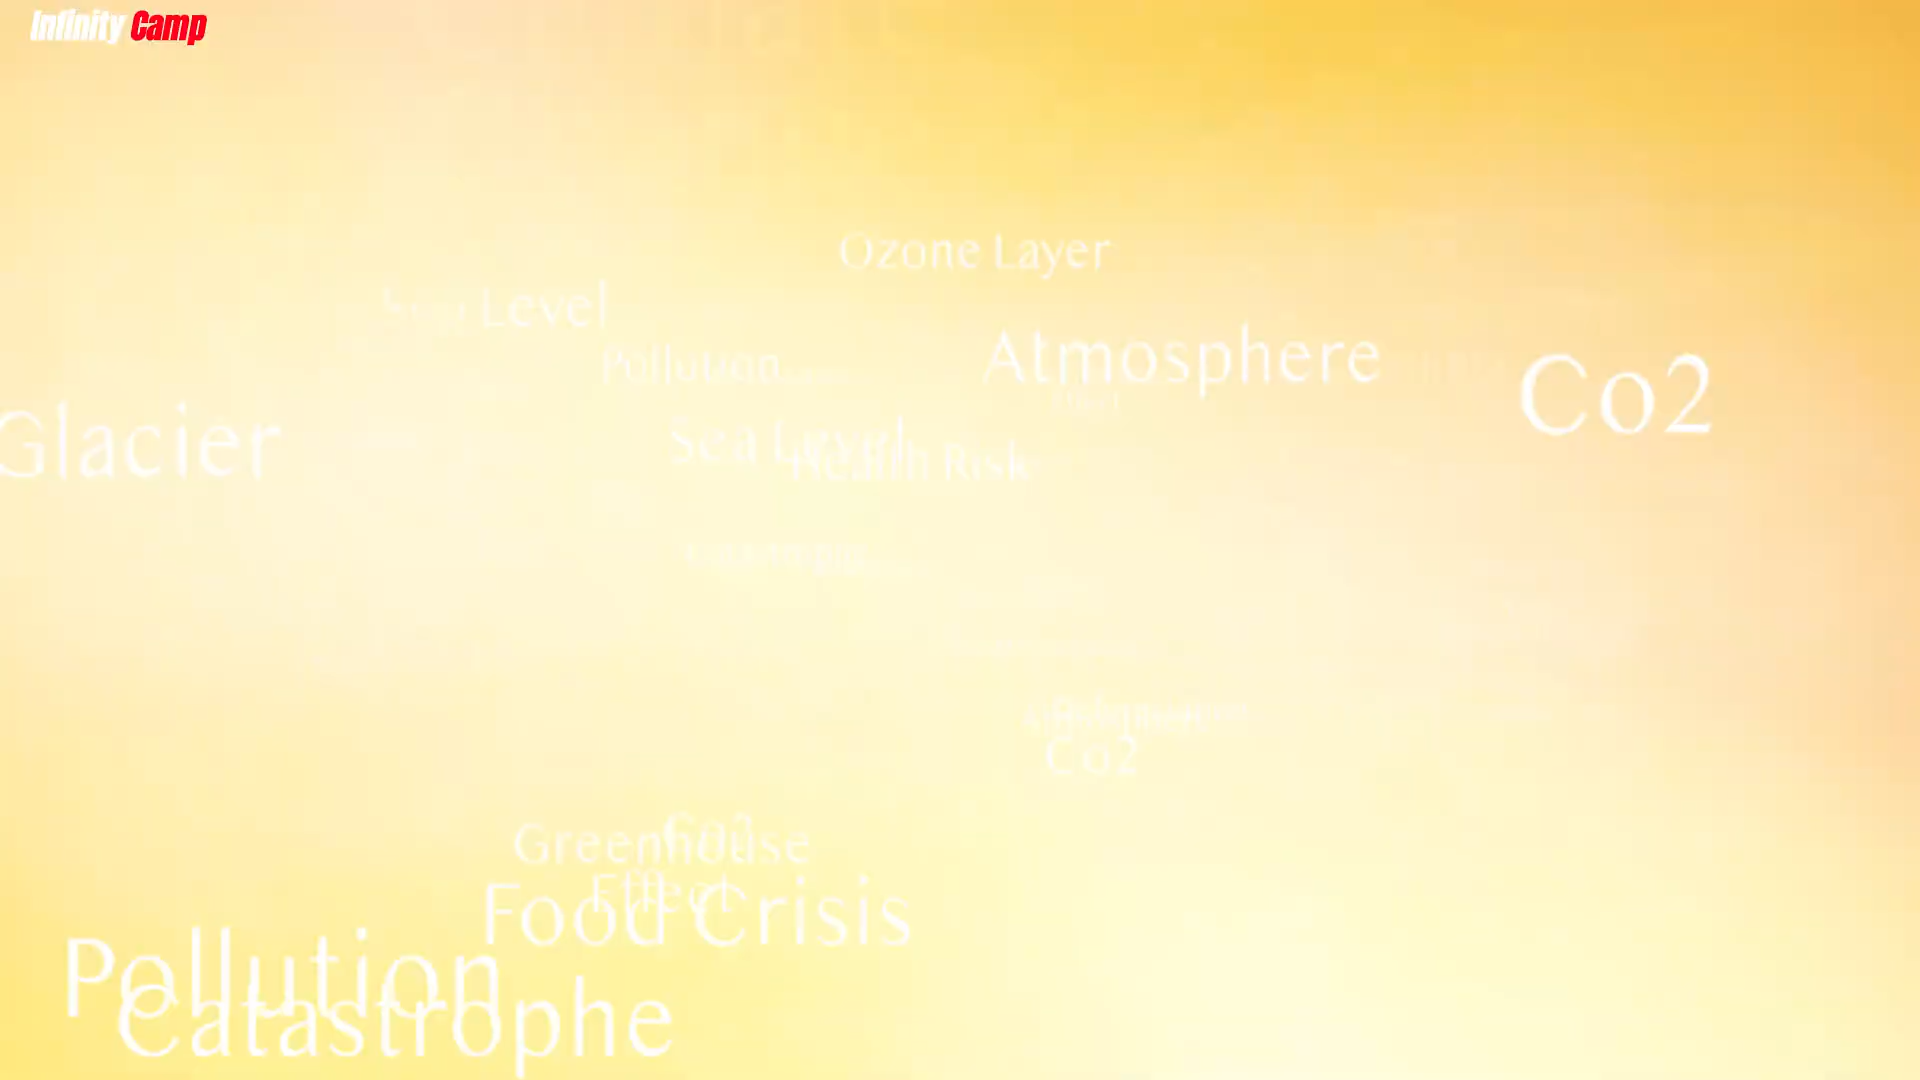 Infinity Camp
Ozone Layer
Sea Level
Atmosphere
Pollution
Co2
Glacier
Sea Level
Health Risk
Co2
Co2
Greenhouse
Effect
Food Crisis
Pollution
Catastrophe